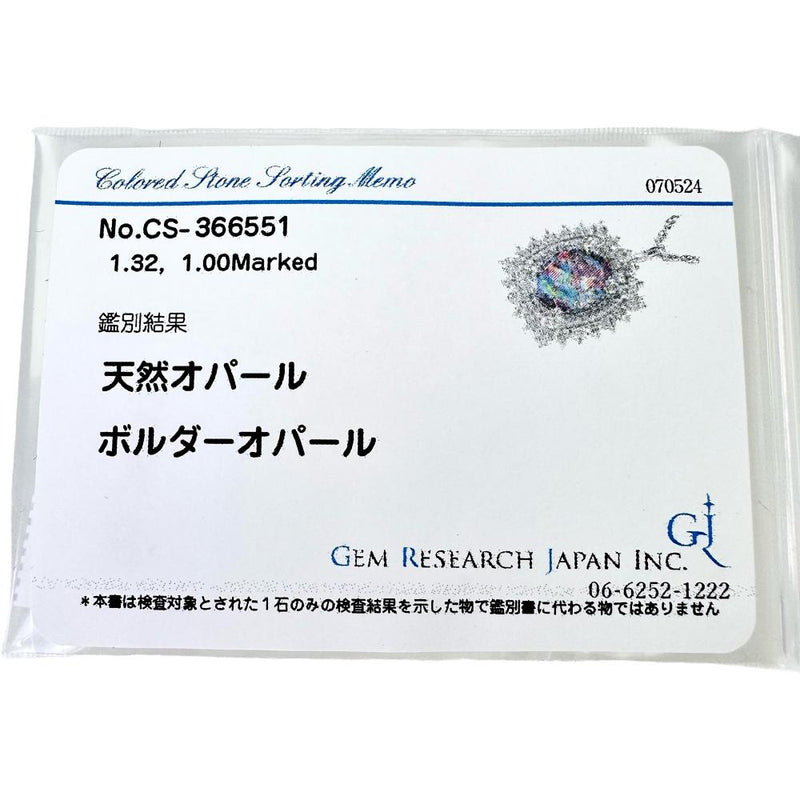 Colored Stone Sorting Memo
070524
No.CS-366551
1.32, 1.00Marked
鑑別結果
天然オパール
ボルダーオパール
GJ
GEM RESEARCH JAPAN INC.
06-6252-1222
*本書は検査対象とされた1石のみの検査結果を示した物で鑑別書に代わる物ではありません